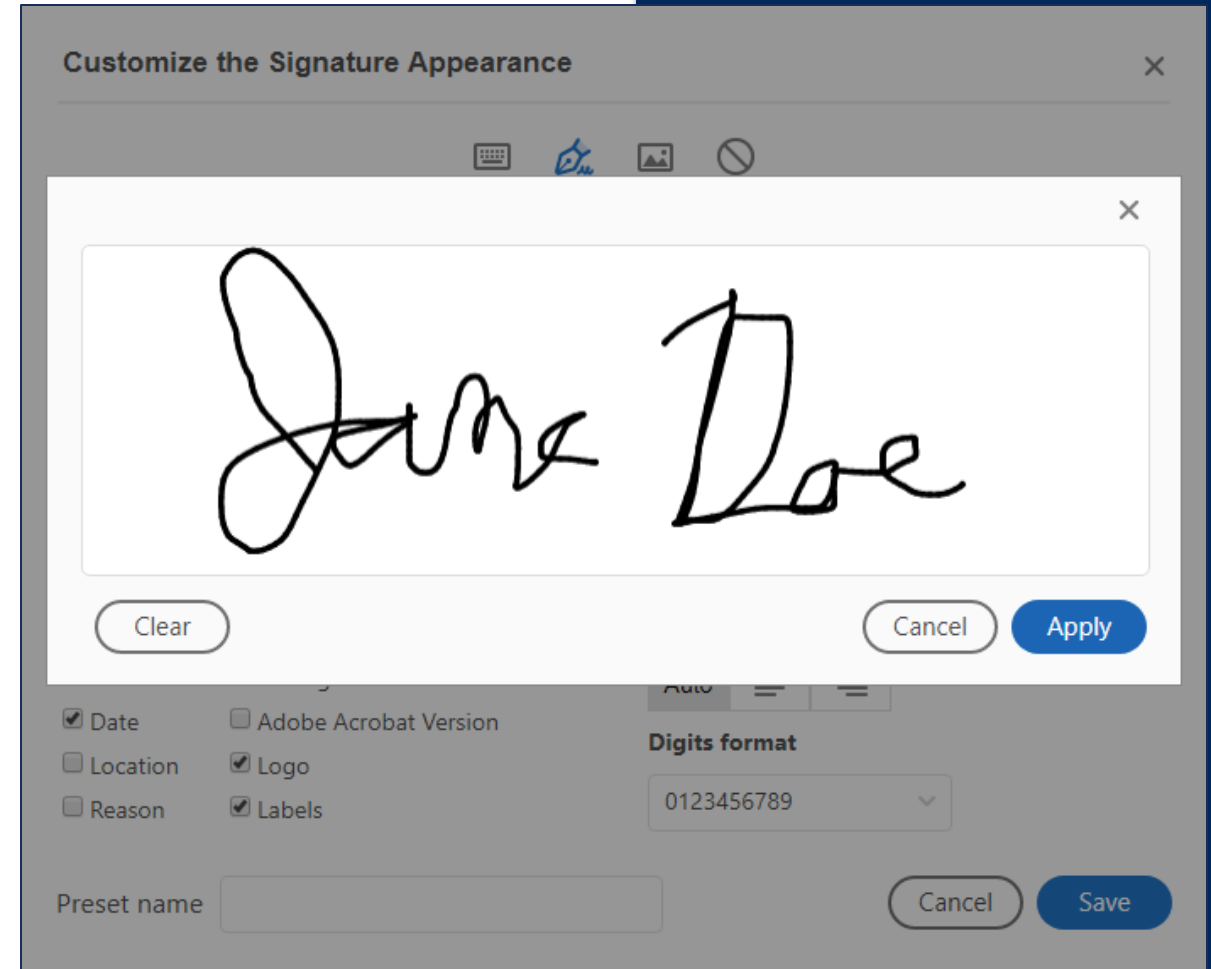 Customize the Signature Appearance
Jane Doe
Clear Cancel Apply
Auto
Date Adobe Acrobat Version
Digits format
Location Logo
0123456789
Reason Labels
Preset name Cancel Save